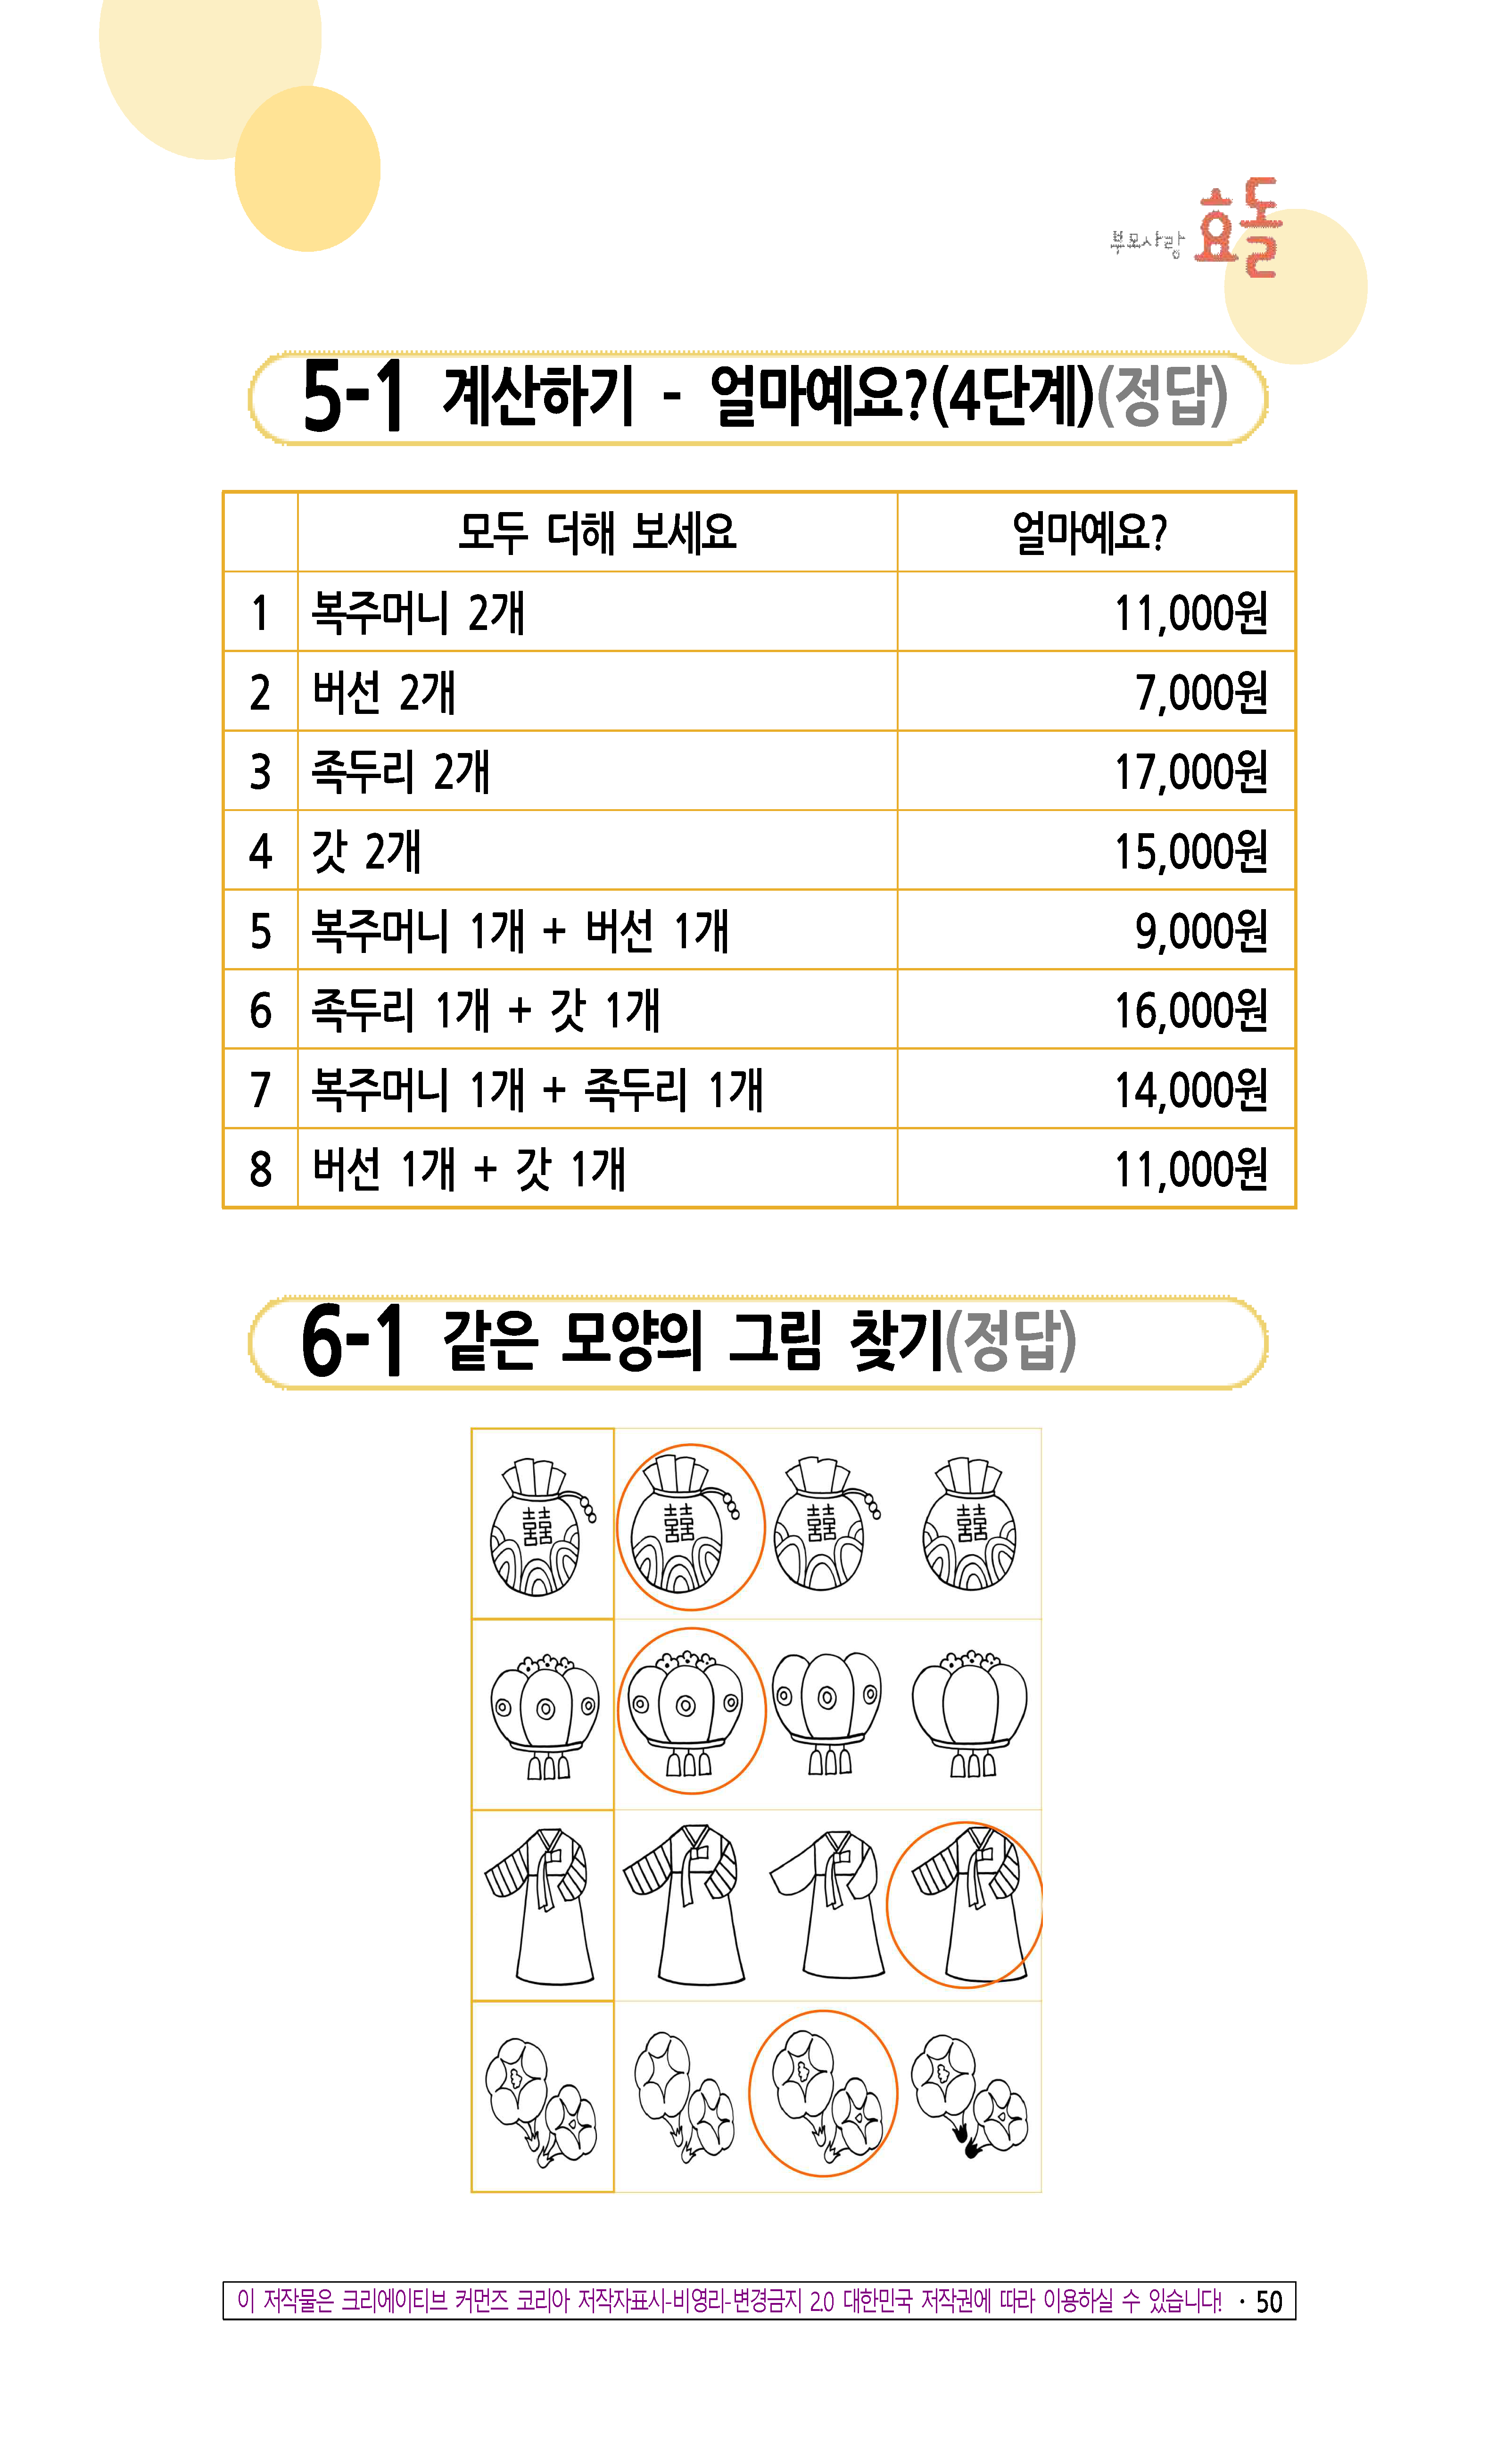 부모사랑 효돌
5-1 계산하기 - 얼마예요?(4단계)(정답)
모두 더해 보세요 얼마예요?
1 복주머니 2개 11,000원
2 버선 2개 7,000원
3 족두리 2개 17,000원
4 갓 2개 15,000원
5 복주머니 1개 + 버선 1개 9,000원
6 족두리 1개 + 갓 1개 16,000원
7 복주머니 1개 + 족두리 1개 14,000원
8 버선 1개 + 갓 1개 11,000원
6-1 같은 모양의 그림 찾기(정답)
囍 囍 囍 囍
이 저작물은 크리에이티브 커먼즈 코리아 저작자표시-비영리-변경금지 2.0 대한민국 저작권에 따라 이용하실 수 있습니다! · 50